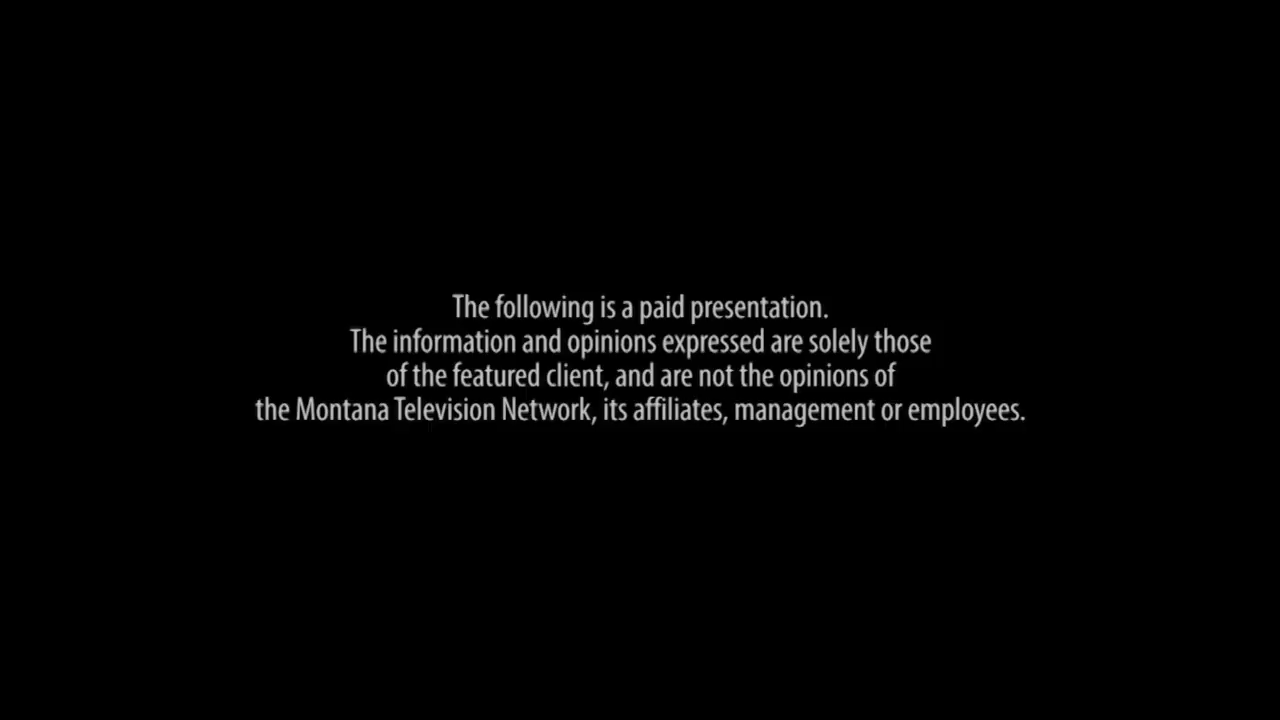 The following is a paid presentation.
The information and opinions expressed are solely those
of the featured client, and are not the opinions of
the Montana Television Network, its affiliates, management or employees.